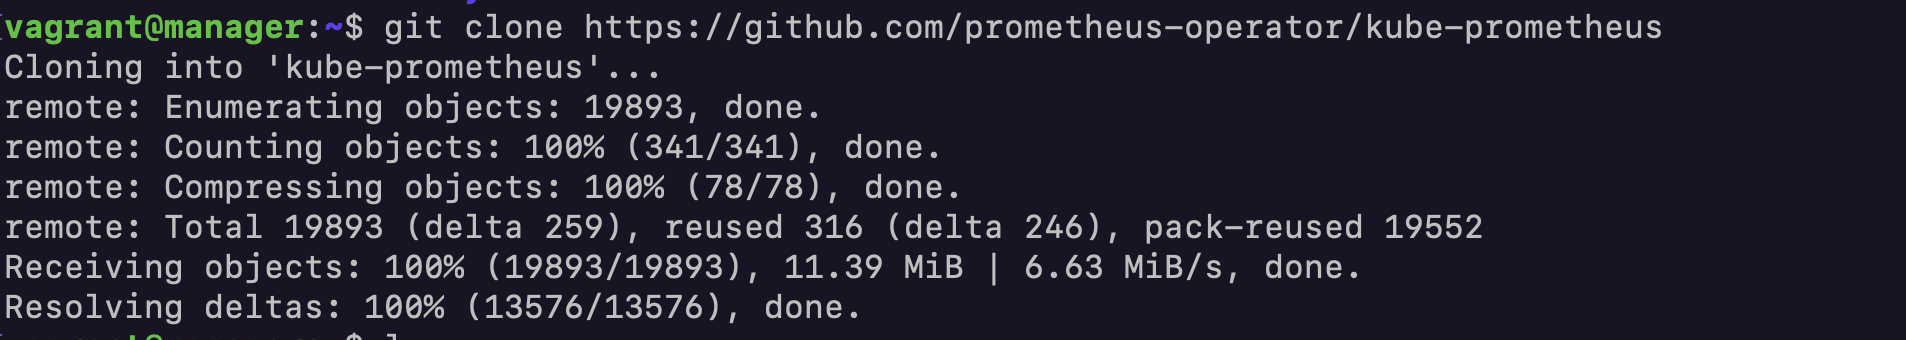 vagrant@manager:~$ git clone https://github.com/prometheus-operator/kube-prometheus
Cloning into 'kube-prometheus'...
remote: Enumerating objects: 19893, done.
remote: Counting objects: 100% (341/341), done.
remote: Compressing objects: 100% (78/78), done.
remote: Total 19893 (delta 259), reused 316 (delta 246), pack-reused 19552
Receiving objects: 100% (19893/19893), 11.39 MiB | 6.63 MiB/s, done.
Resolving deltas: 100% (13576/13576), done.